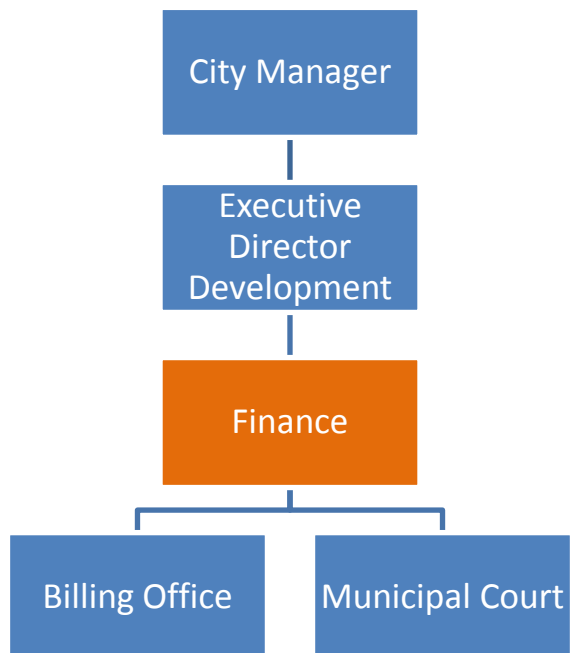 City Manager
Executive
Director
Development
Finance
Billing Office
Municipal Court